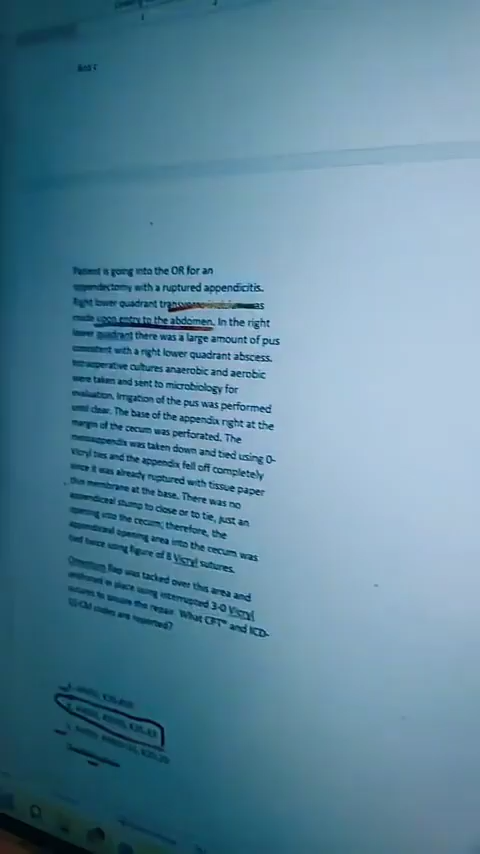 Patient is going into the OR for an
appendectomy with a ruptured appendicitis.
Right lower quadrant
made upon entry to the abdomen. In the right
lower quadrant there was a large amount of pus
consistent with a right lower quadrant abscess.
Intraoperative cultures anaerobic and aerobic
were taken and sent to microbiology for
evaluation. Irrigation of the pus was performed
until clear. The base of the appendix right at the
margin of the cecum was perforated. The
mesoappendix was taken down and tied using 0-
Vicryl ties and the appendix fell off completely
since it was already ruptured with tissue paper
thin membrane at the base. There was no
appendiceal stump to close or to tie, just an
opening into the cecum; therefore, the
appendiceal opening area into the cecum was
tied twice using figure of 8 Vicryl sutures.
Omentum flap was tacked over this area and
anchored in place using interrupted 3-0 Vicryl
sutures to secure the repair. What CPT® and ICD-
10-CM codes are reported?